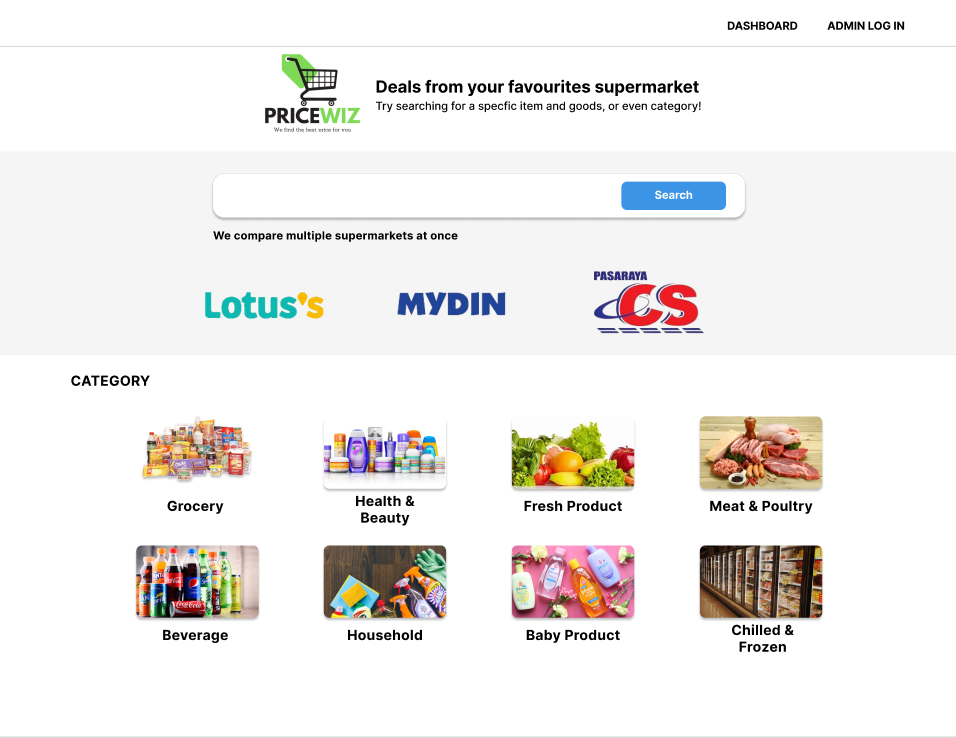 DASHBOARD ADMIN LOG IN
PRICEWIZ
We find the best price for you
Deals from your favourites supermarket
Try searching for a specfic item and goods, or even category!
Search
We compare multiple supermarkets at once
Lotus's
MYDIN
PASARAYA
CS
CATEGORY
Grocery
Health &
Beauty
Fresh Product
Meat & Poultry
Coca-Cola
Beverage
Household
Baby Product
Chilled &
Frozen